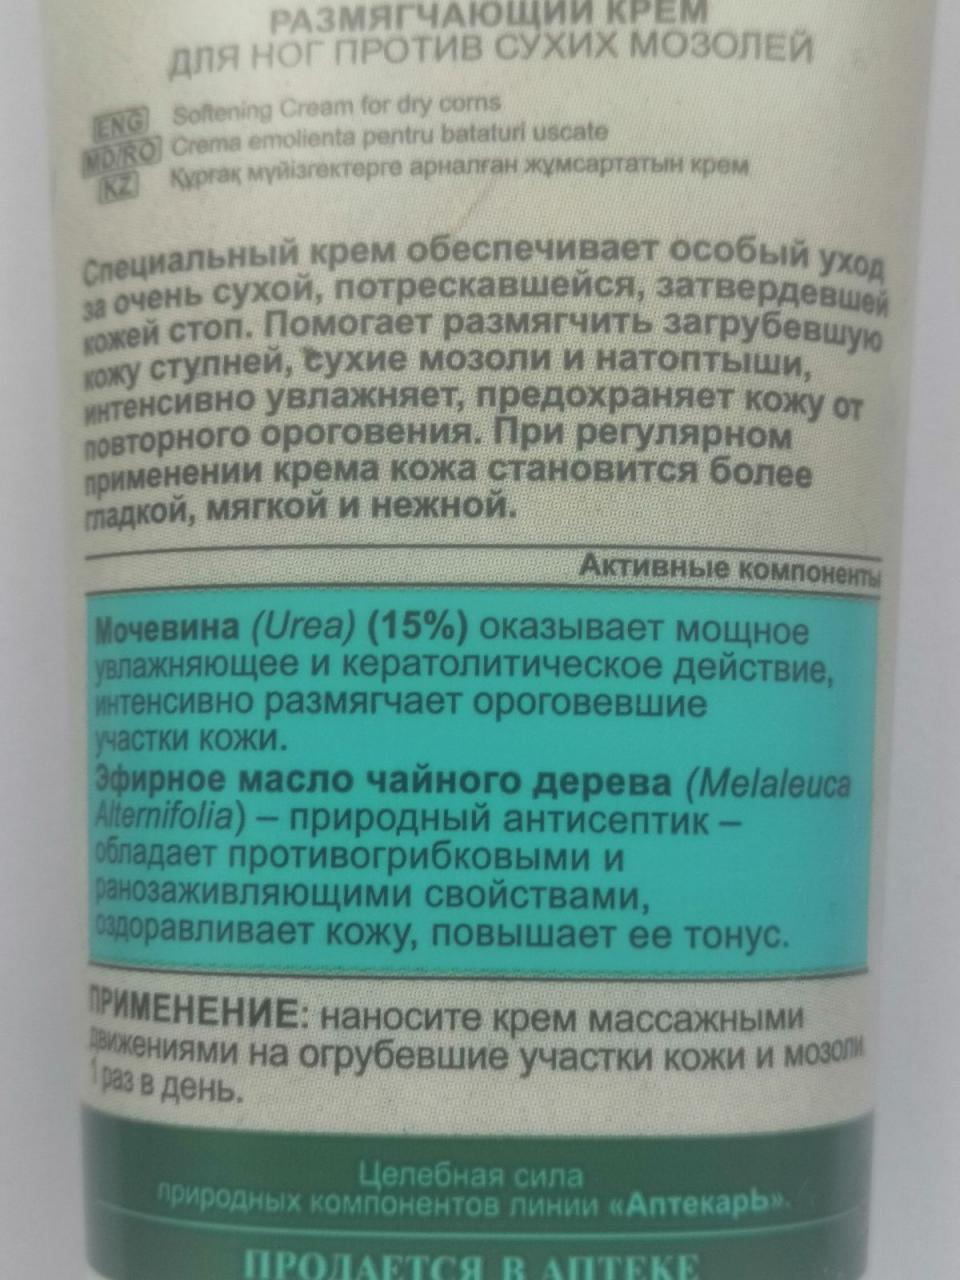 РАЗМЯГЧАЮЩИЙ КРЕМ
ДЛЯ НОГ ПРОТИВ СУХИХ МОЗОЛЕЙ
ENG Softening Cream for dry corns
MD/RO Crema emolienta pentru bataturi uscate
KZ Құрғақ мүйізгектерге арналған жұмсартатын крем
Специальный крем обеспечивает особый уход
за очень сухой, потрескавшейся, затвердевшей
кожей стоп. Помогает размягчить загрубевшую
кожу ступней, сухие мозоли и натоптыши,
интенсивно увлажняет, предохраняет кожу от
повторного ороговения. При регулярном
применении крема кожа становится более
гладкой, мягкой и нежной.
Активные компоненты
Мочевина (Urea) (15%) оказывает мощное
увлажняющее и кератолитическое действие,
интенсивно размягчает ороговевшие
участки кожи.
Эфирное масло чайного дерева (Melaleuca
Alternifolia) – природный антисептик –
обладает противогрибковыми и
ранозаживляющими свойствами,
оздоравливает кожу, повышает ее тонус.
ПРИМЕНЕНИЕ: наносите крем массажными
движениями на огрубевшие участки кожи и мозоли
1 раз в день.
Целебная сила
природных компонентов линии «АптекарЬ».
ПРОДАЕТСЯ В АПТЕКЕ